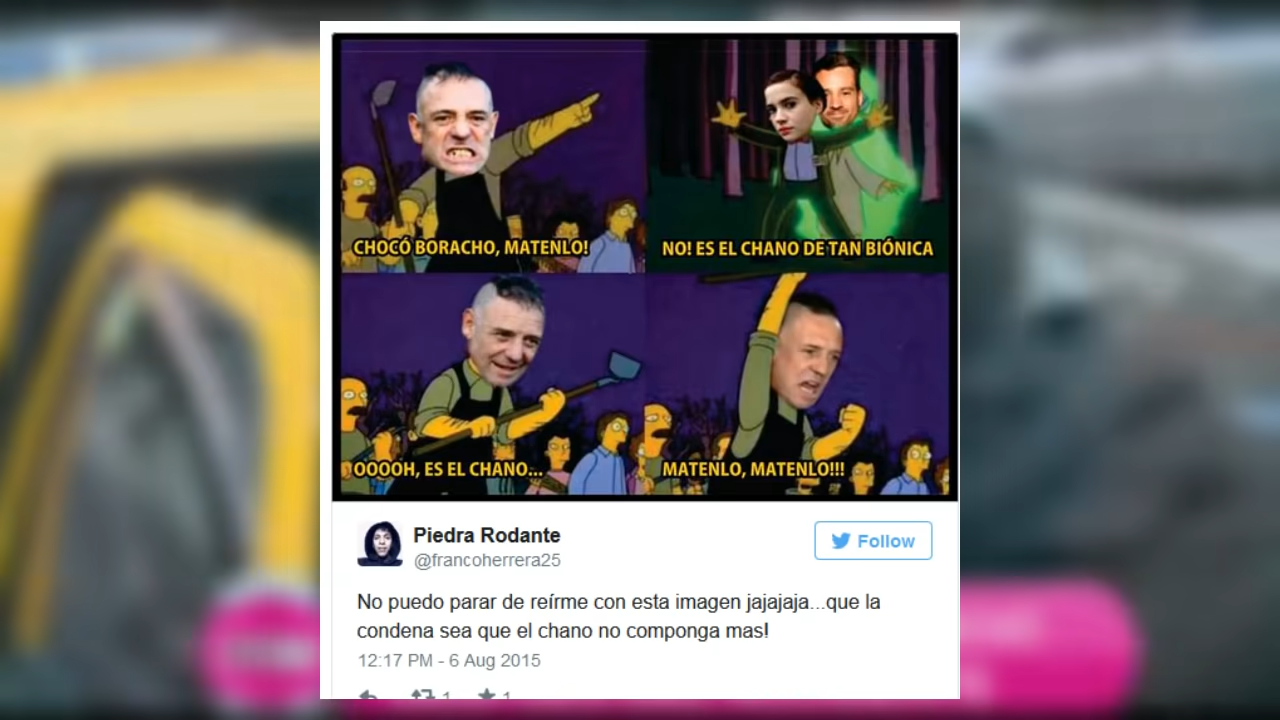 CHOCÓ BORACHO, MATENLO!
NO! ES EL CHANO DE TAN BIÓNICA
OOOOH, ES EL CHANO...
MATENLO, MATENLO!!!
Piedra Rodante
Follow
@francoherrera25
No puedo parar de reírme con esta imagen jajajaja...que la
condena sea que el chano no componga mas!
12:17 PM - 6 Aug 2015
1 1